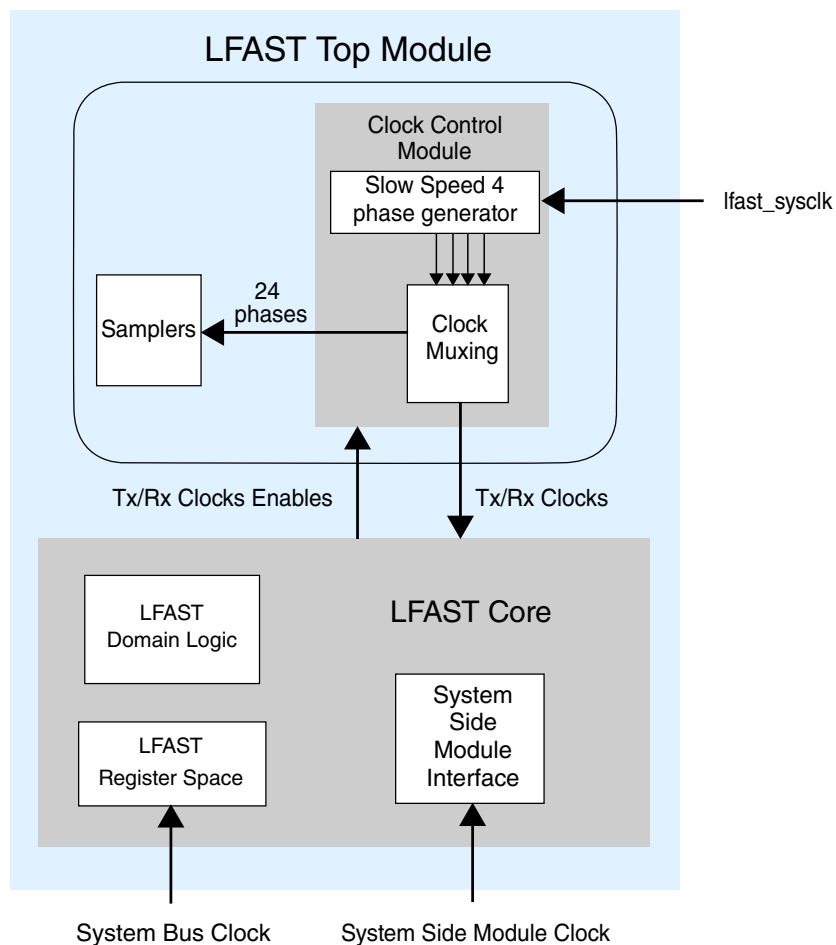 LFAST Top Module
Clock Control
Module
Slow Speed 4
phase generator
lfast_sysclk
24
phases
Samplers
Clock
Muxing
Tx/Rx Clocks Enables
Tx/Rx Clocks
LFAST
Domain Logic
LFAST Core
System
Side
Module
Interface
LFAST
Register Space
System Bus Clock
System Side Module Clock